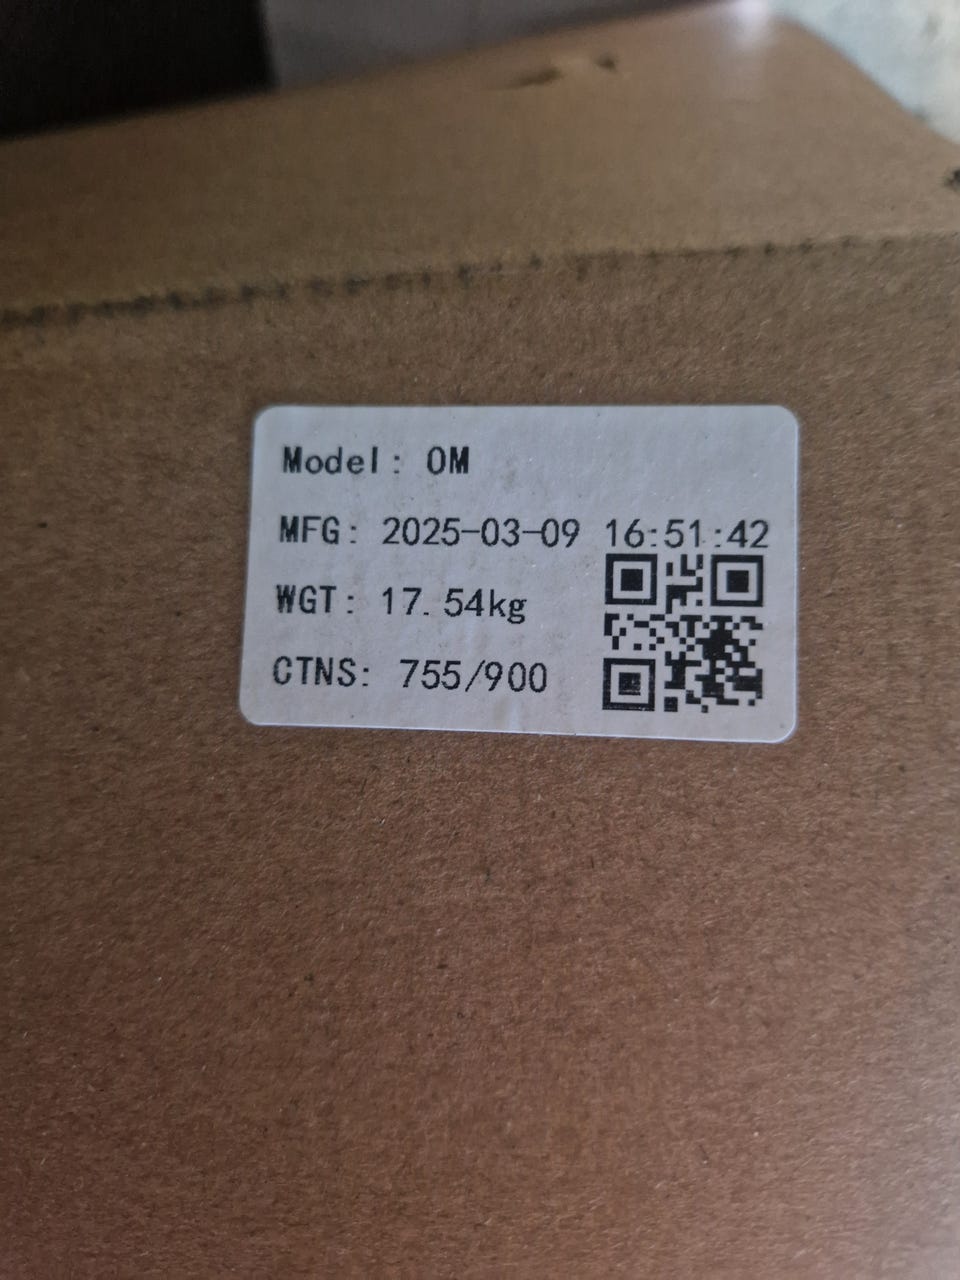 Model: OM
MFG: 2025-03-09 16:51:42
WGT: 17.54kg
CTNS: 755/900